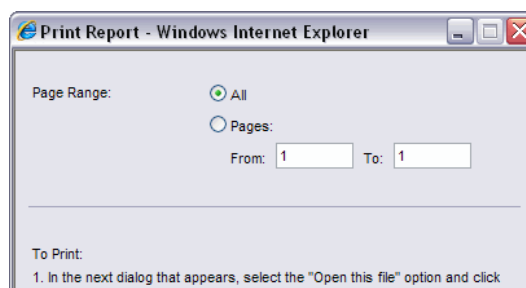 Print Report - Windows Internet Explorer
Page Range: All
Pages:
From: 1 To: 1
To Print:
1. In the next dialog that appears, select the "Open this file" option and click